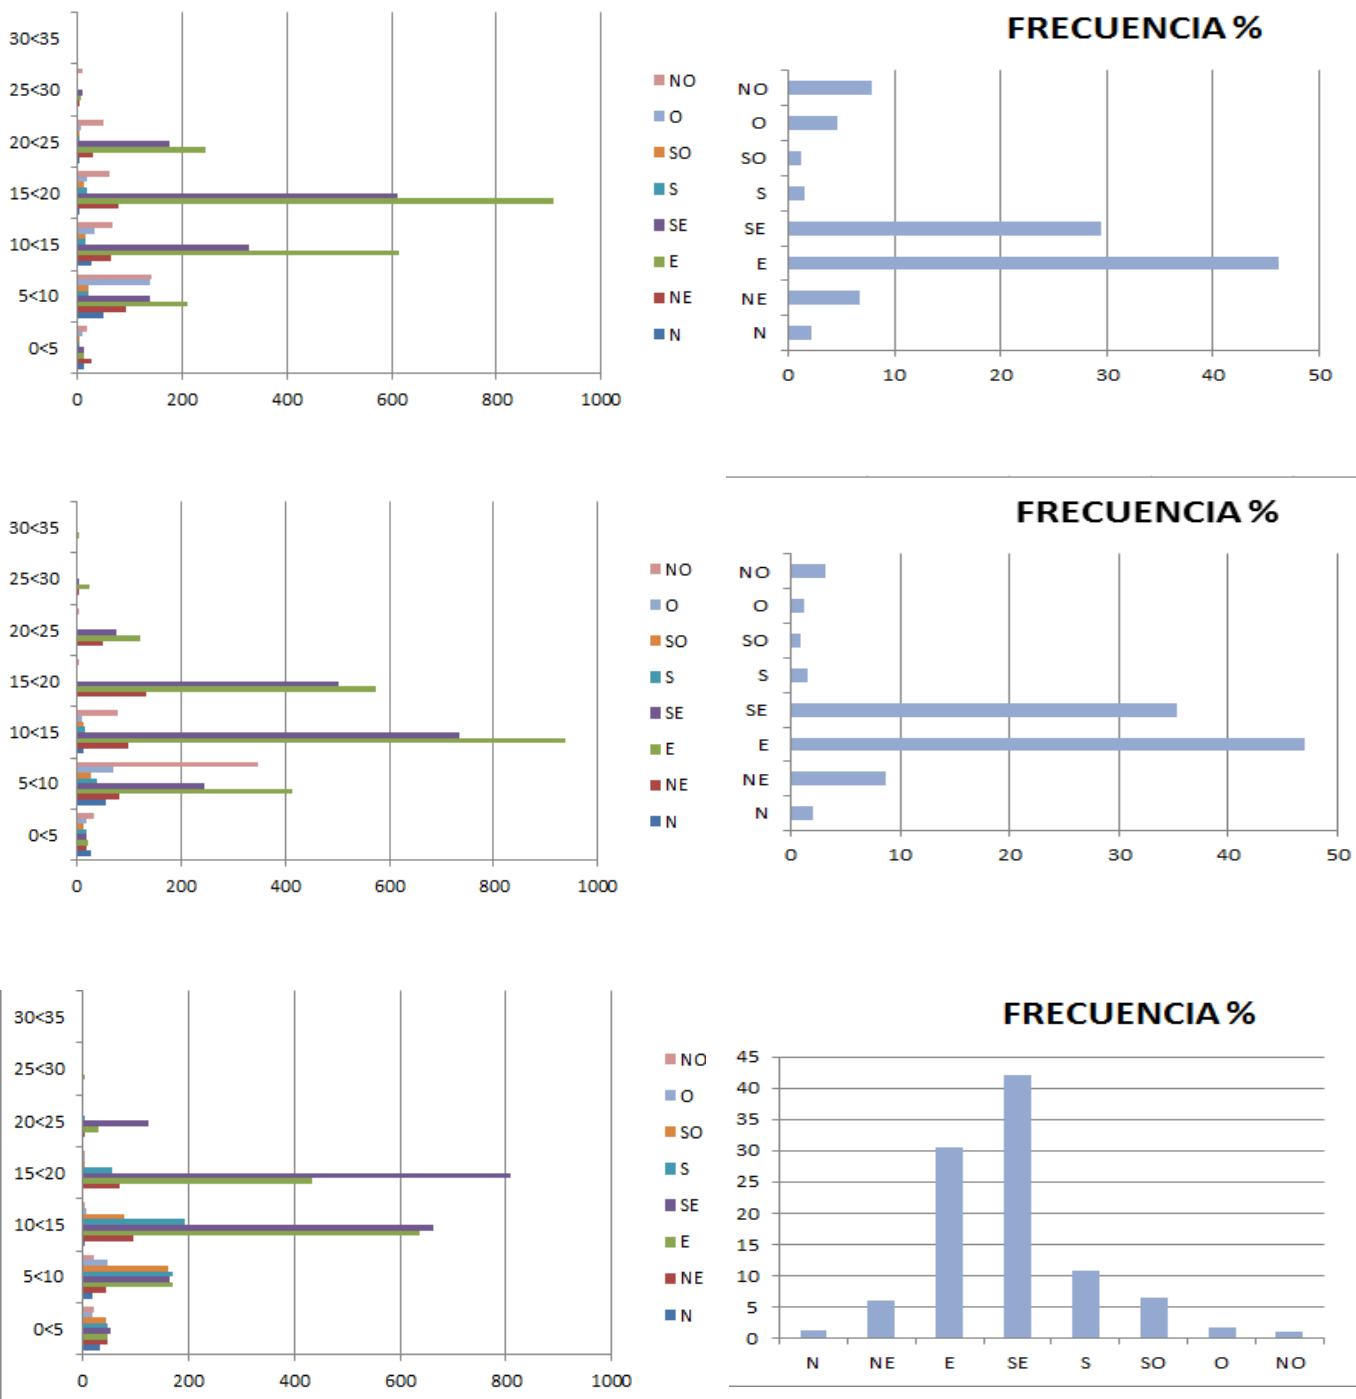 30<35
25<30
20<25
15<20
10<15
5<10
0<5
0 200 400 600 800 1000
NO
O
SO
S
SE
E
NE
N
FRECUENCIA %
NO
O
SO
S
SE
E
NE
N
0 10 20 30 40 50
30<35
25<30
20<25
15<20
10<15
5<10
0<5
0 200 400 600 800 1000
NO
O
SO
S
SE
E
NE
N
FRECUENCIA %
NO
O
SO
S
SE
E
NE
N
0 10 20 30 40 50
30<35
25<30
20<25
15<20
10<15
5<10
0<5
0 200 400 600 800 1000
NO
O
SO
S
SE
E
NE
N
FRECUENCIA %
45
40
35
30
25
20
15
10
5
0
N NE E SE S SO O NO